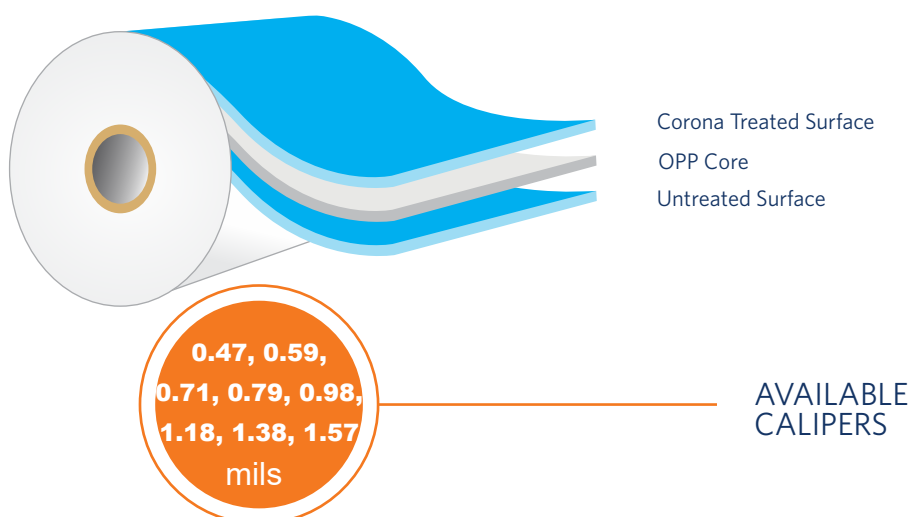 Corona Treated Surface
OPP Core
Untreated Surface
0.47, 0.59,
0.71, 0.79, 0.98,
1.18, 1.38, 1.57
mils
AVAILABLE
CALIPERS